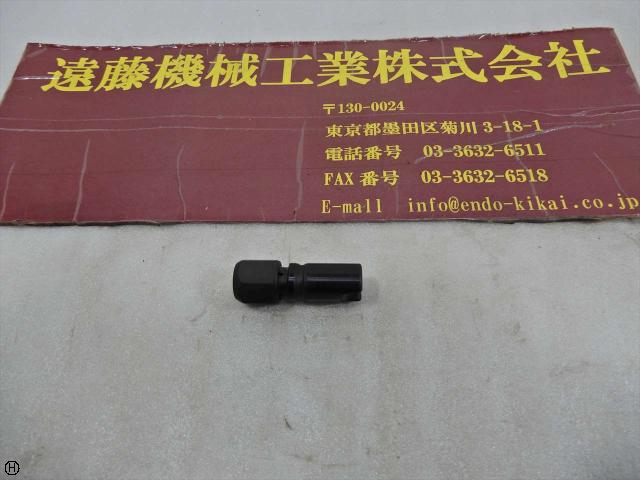 遠藤機械工業株式会社
〒130-0024
東京都墨田区菊川 3-18-1
電話番号 03-3632-6511
FAX 番号 03-3632-6518
E-mall info@endo-kikai.co.jp
H